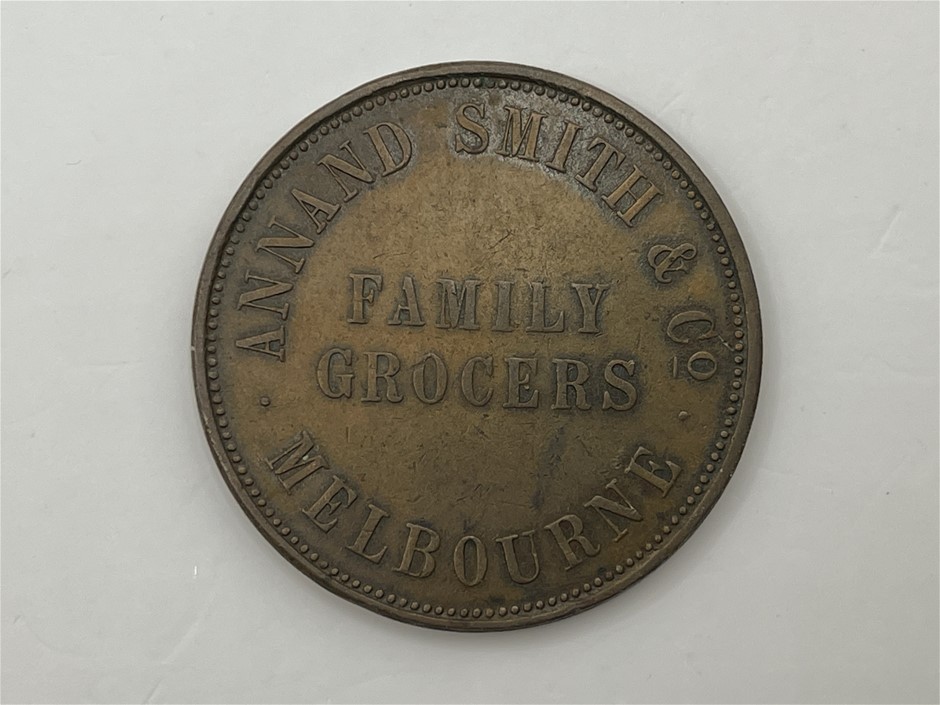 ANNAND SMITH & Co
FAMILY
GROCERS
MELBOURNE